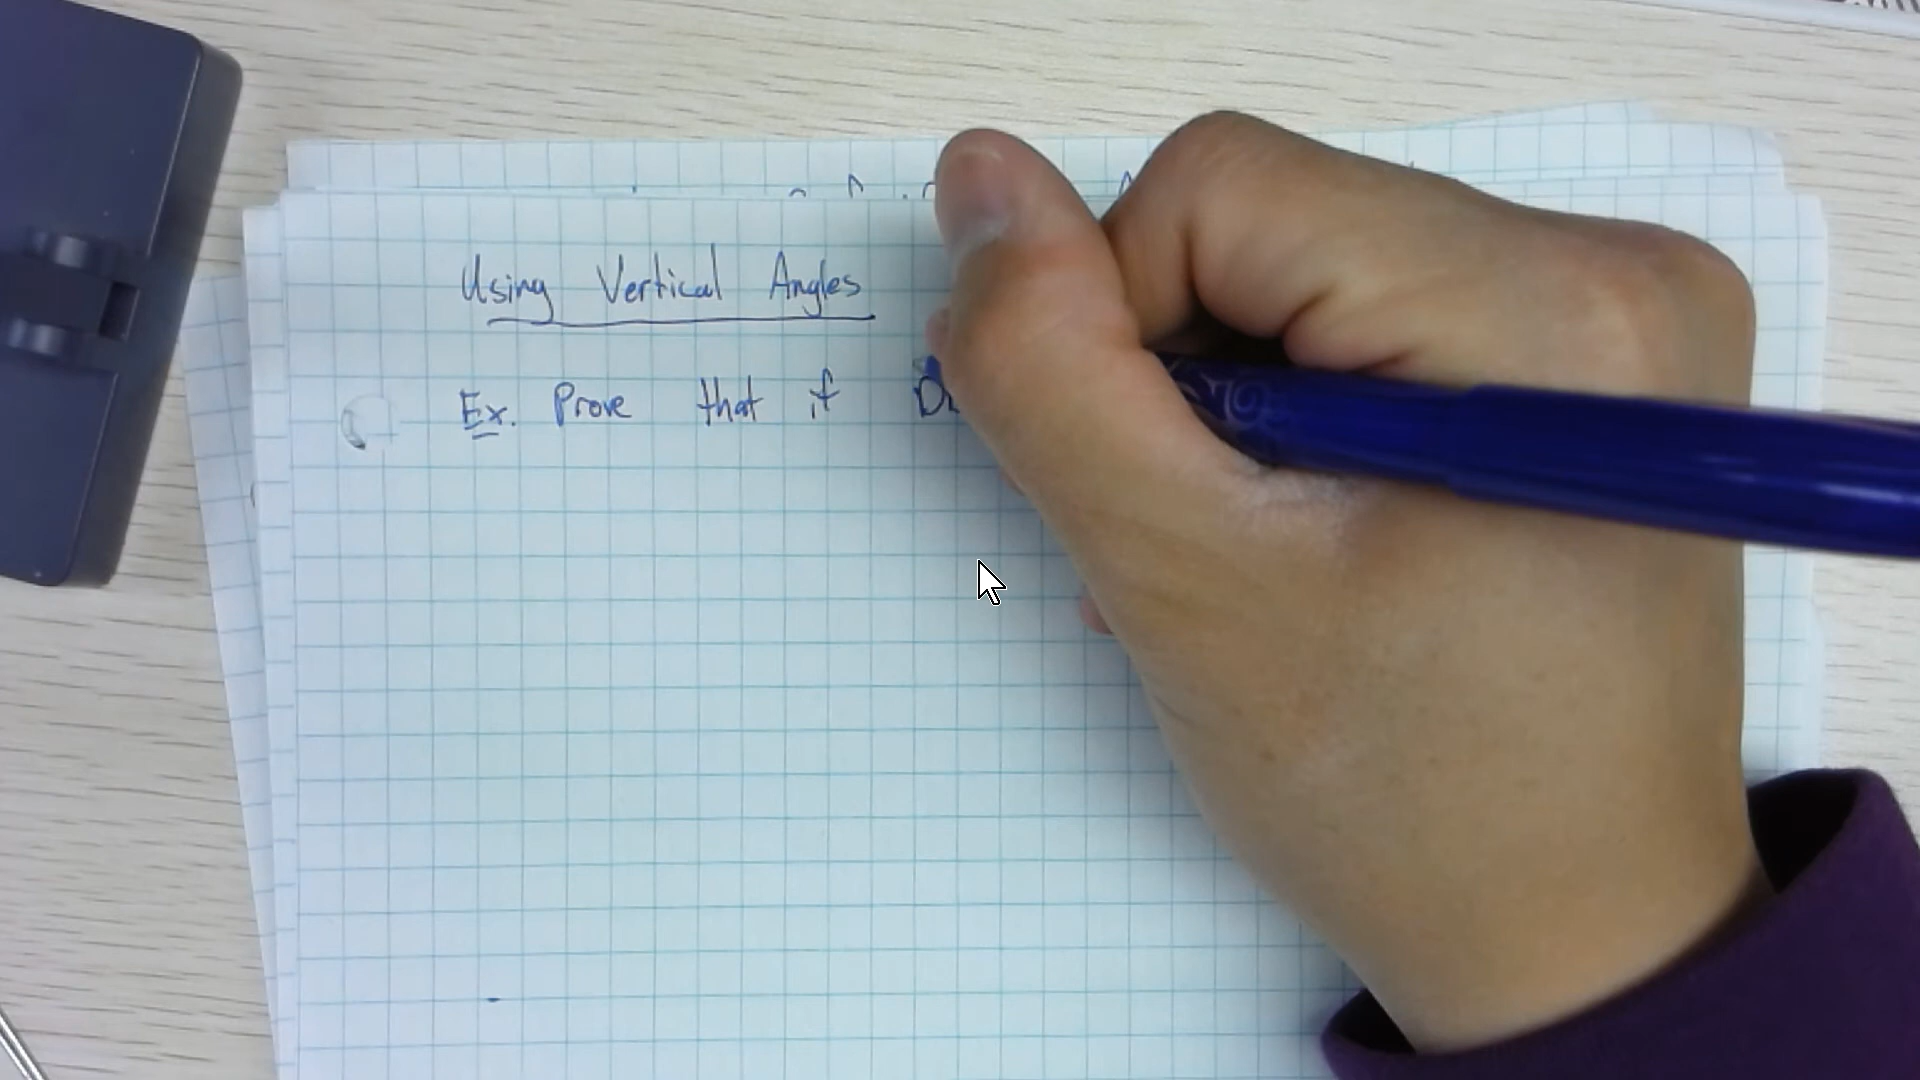 Using Vertical Angles
Ex. Prove that if